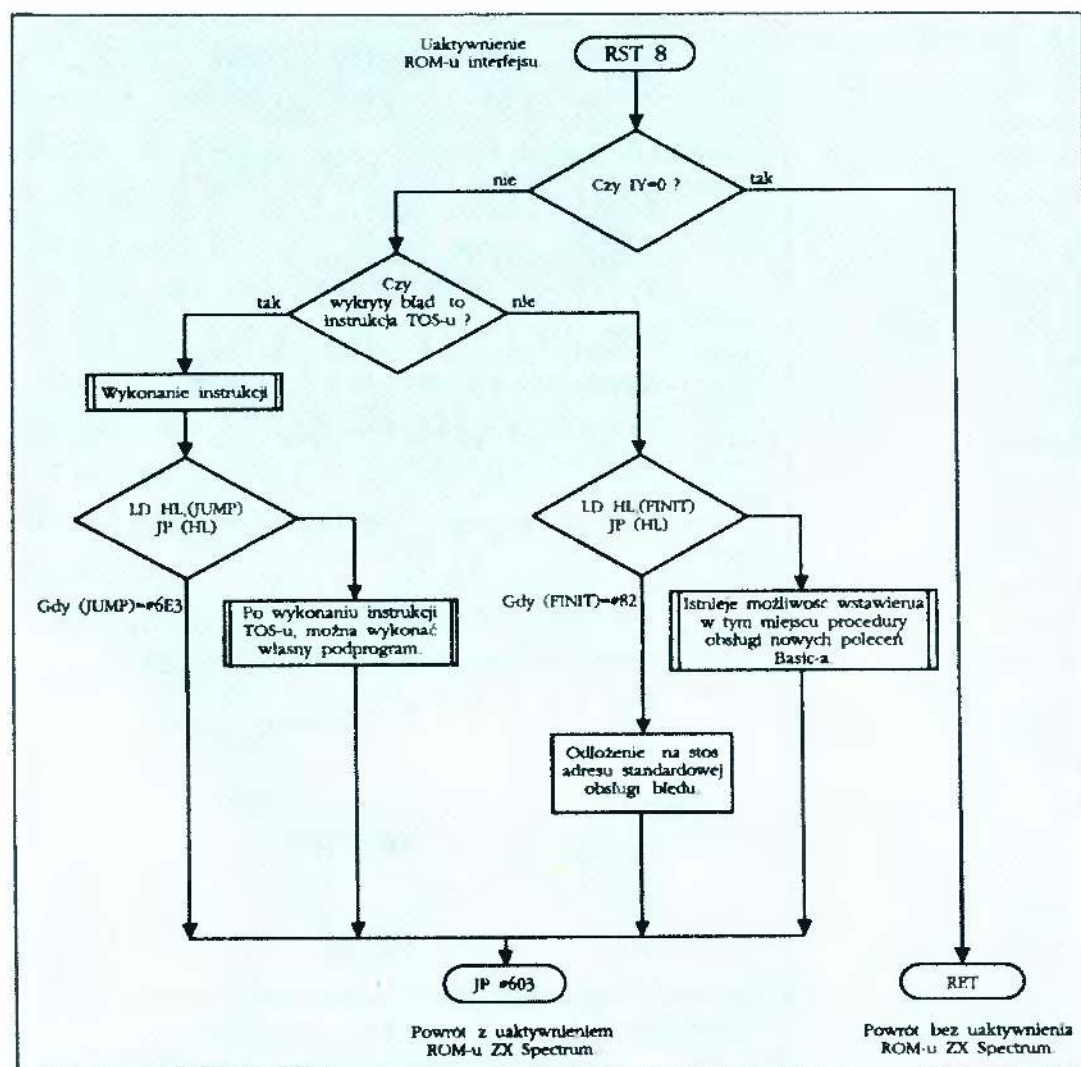 Uaktywnienie
ROM-u interfejsu.
RST 8
Czy IY=0 ?
nie
tak
Czy
wykryty błąd to
instrukcja TOS-u ?
tak
nie
Wykonanie instrukcji
LD HL,(JUMP)
JP (HL)
LD HL,(FINIT)
JP (HL)
Gdy (JUMP)=#6E3
Po wykonaniu instrukcji
TOS-u, można wykonać
własny podprogram.
Gdy (FINIT)=#82
Istnieje możliwość wstawienia
w tym miejscu procedury
obsługi nowych poleceń
Basic-a.
Odłożenie na stos
adresu standardowej
obsługi błedu.
JP #603
RET
Powrót z uaktywnieniem
ROM-u ZX Spectrum.
Powrót bez uaktywnienia
ROM-u ZX Spectrum.